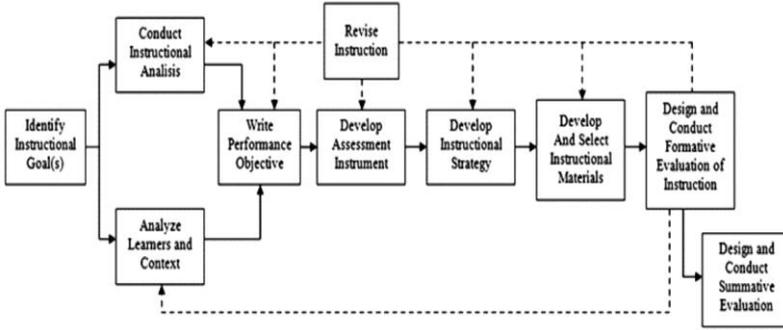 Identify
Instructional
Goal(s)
Conduct
Instructional
Analisis
Analyze
Learners and
Context
Revise
Instruction
Write
Performance
Objective
Develop
Assessment
Instrument
Develop
Instructional
Strategy
Develop
And Select
Instructional
Materials
Design and
Conduct
Formative
Evaluation of
Instruction
Design and
Conduct
Summative
Evaluation